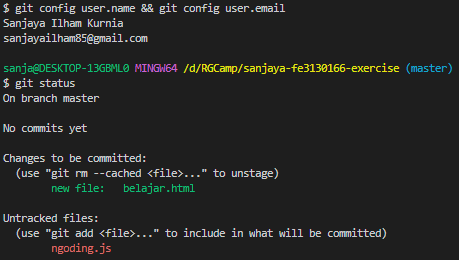 $ git config user.name && git config user.email
Sanjaya Ilham Kurnia
sanjayailham85@gmail.com
sanja@DESKTOP-13GBML0 MINGW64 /d/RGCamp/sanjaya-fe3130166-exercise (master)
$ git status
On branch master
No commits yet
Changes to be committed:
(use "git rm --cached <file>..." to unstage)
new file: belajar.html
Untracked files:
(use "git add <file>..." to include in what will be committed)
ngoding.js